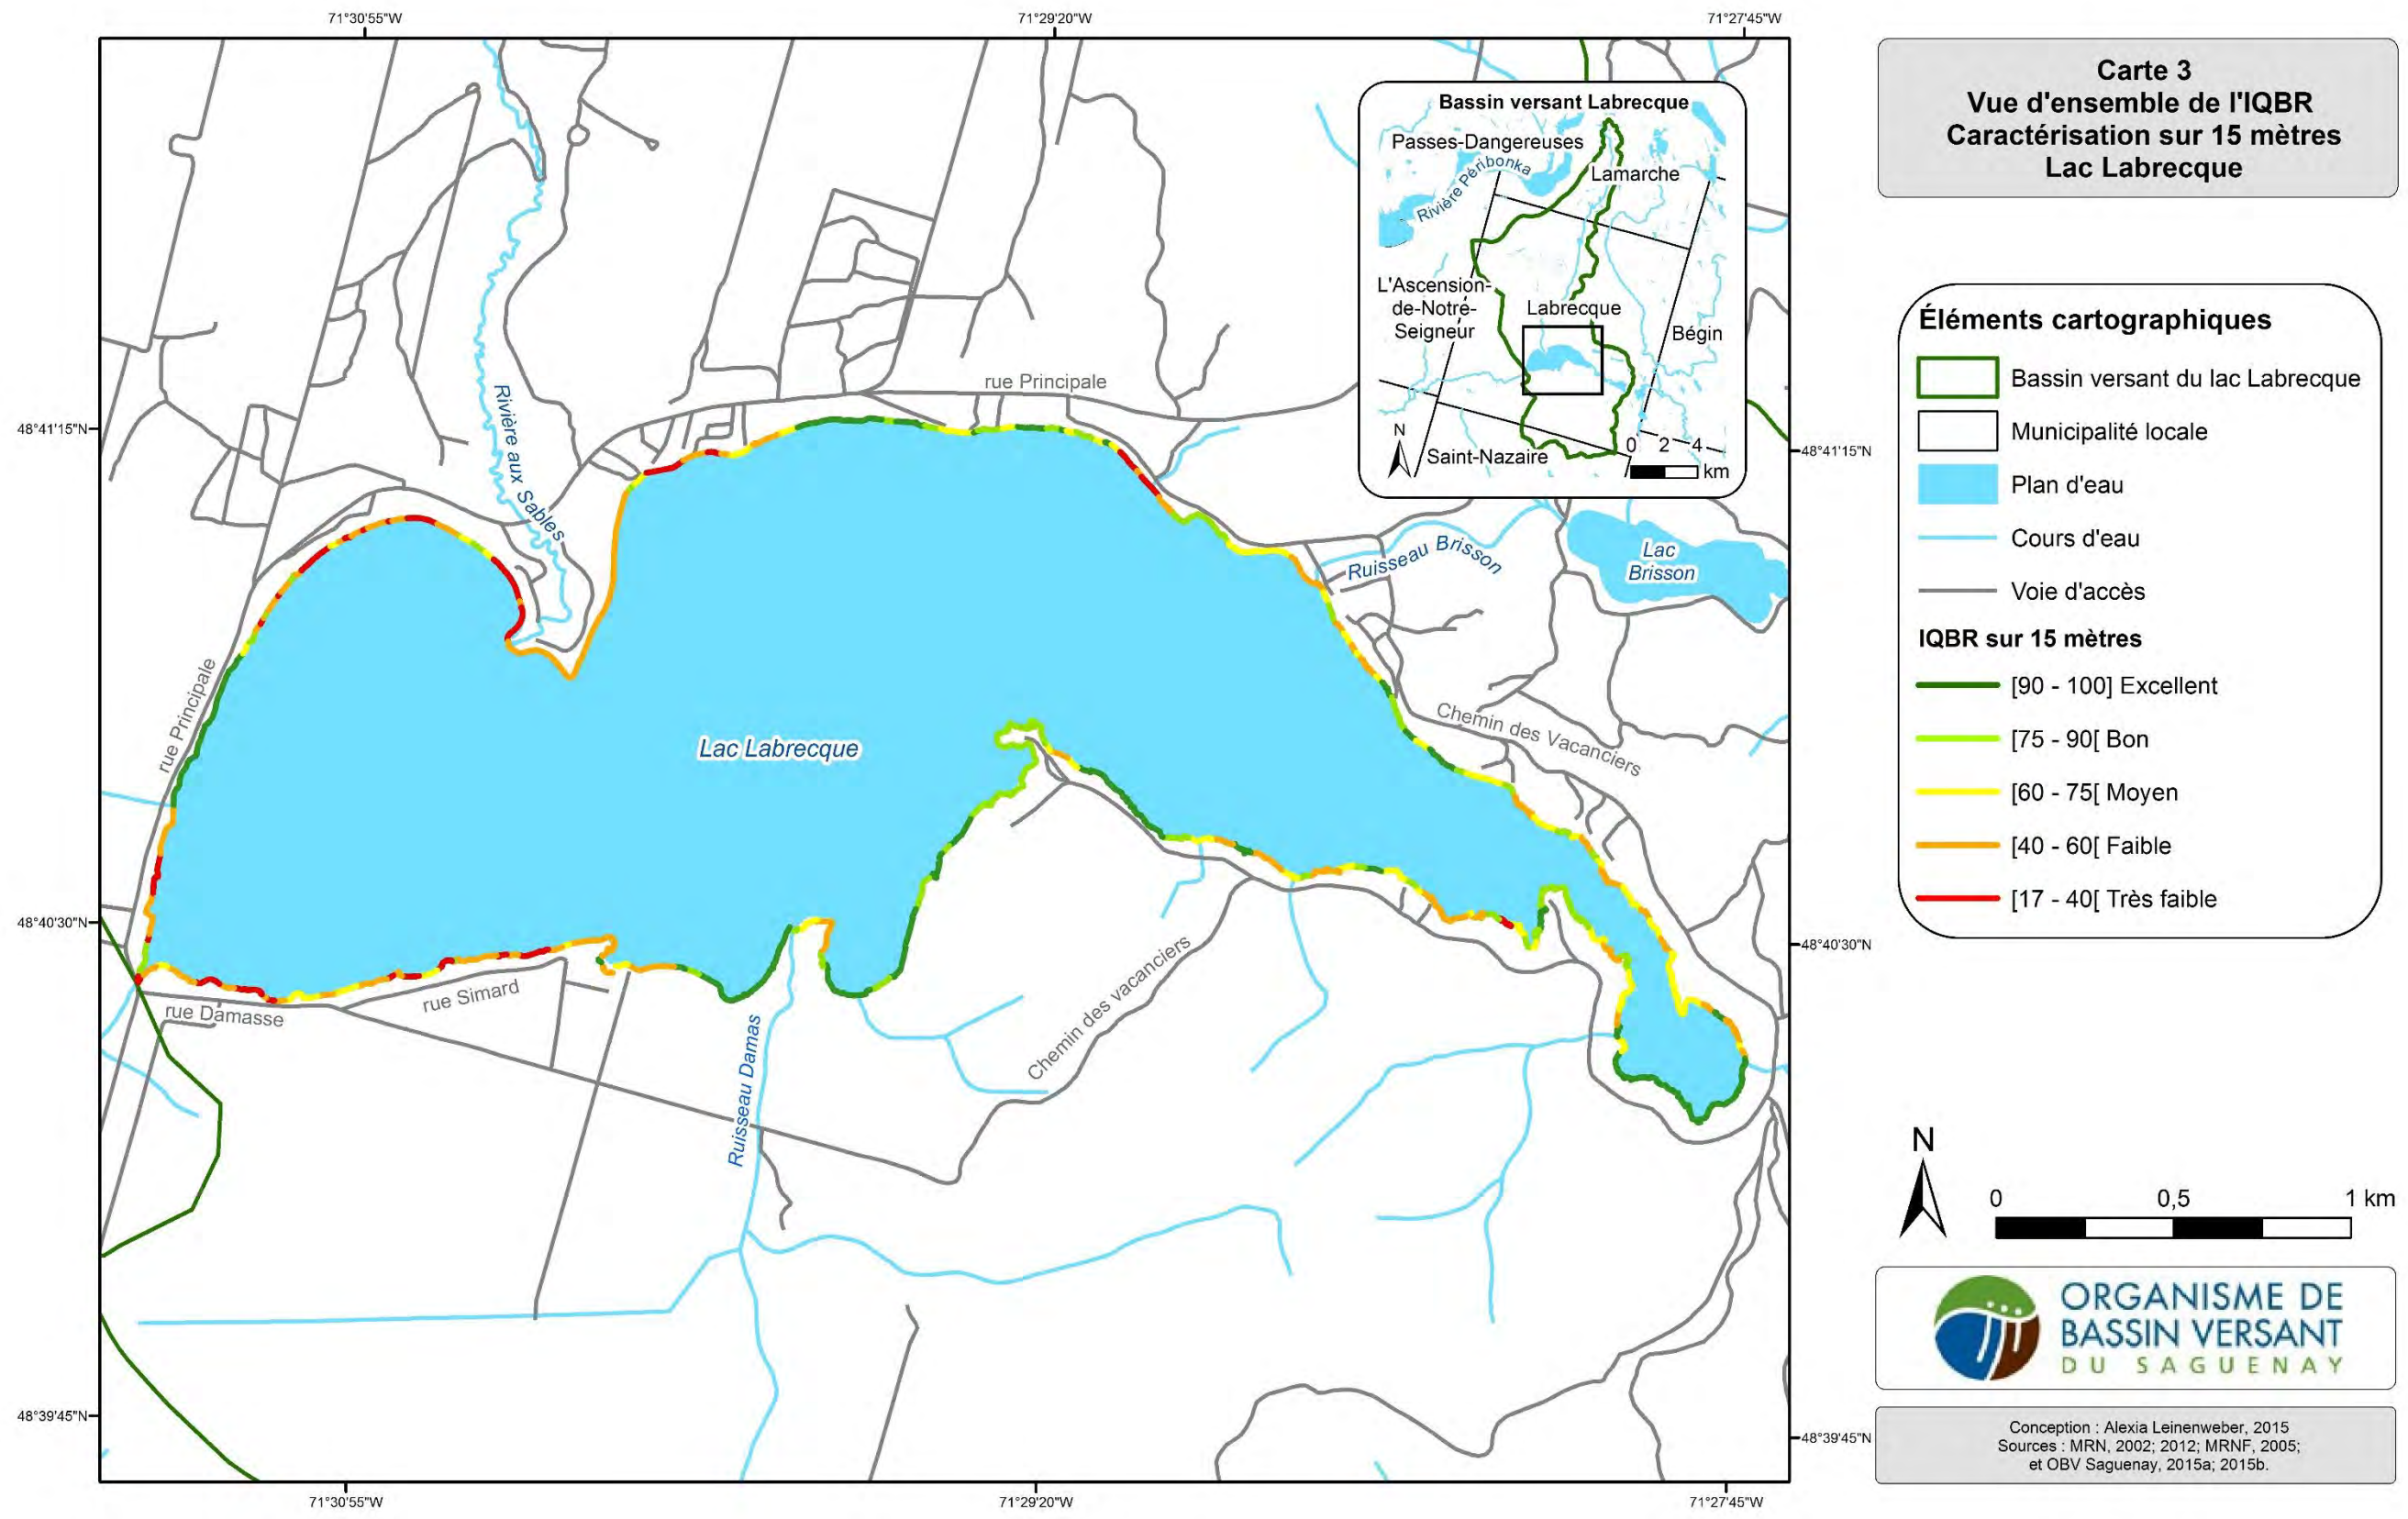 71°30'55"W
71°29'20"W
71°27'45"W
Carte 3
Vue d'ensemble de l'IQBR
Caractérisation sur 15 mètres
Lac Labrecque
Bassin versant Labrecque
Passes-Dangereuses
Rivière Péribonka
Lamarche
L'Ascension-
de-Notre-
Seigneur
Labrecque
Bégin
Saint-Nazaire
N
0 2 4
km
Éléments cartographiques
Bassin versant du lac Labrecque
Municipalité locale
Plan d'eau
Cours d'eau
Voie d'accès
IQBR sur 15 mètres
[90 - 100] Excellent
[75 - 90[ Bon
[60 - 75[ Moyen
[40 - 60[ Faible
[17 - 40[ Très faible
rue Principale
48°41'15"N
48°41'15"N
Rivière aux Sables
Ruisseau Brisson
Lac
Brisson
rue Principale
Lac Labrecque
Chemin des Vacanciers
48°40'30"N
48°40'30"N
rue Simard
rue Damasse
Chemin des vacanciers
Ruisseau Damas
48°39'45"N
48°39'45"N
71°30'55"W
71°29'20"W
71°27'45"W
N
0 0,5 1 km
ORGANISME DE
BASSIN VERSANT
DU SAGUENAY
Conception : Alexia Leinenweber, 2015
Sources : MRN, 2002; 2012; MRNF, 2005;
et OBV Saguenay, 2015a; 2015b.